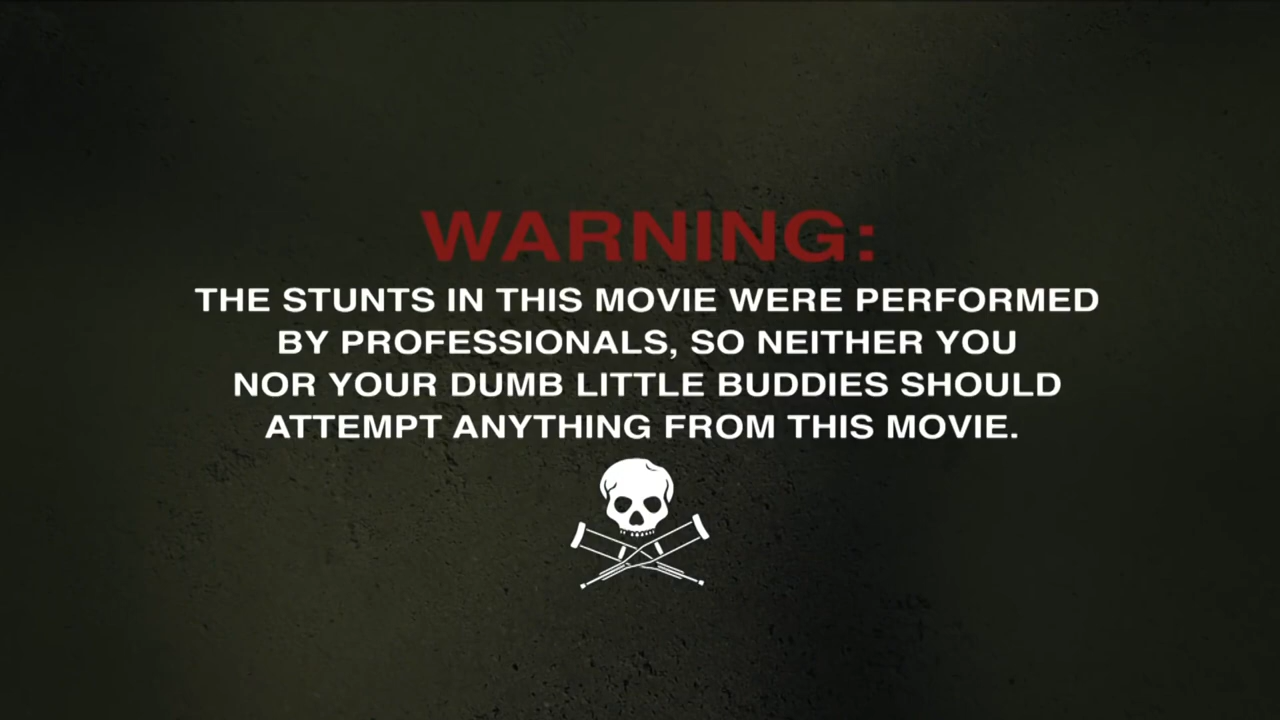 WARNING:
THE STUNTS IN THIS MOVIE WERE PERFORMED
BY PROFESSIONALS, SO NEITHER YOU
NOR YOUR DUMB LITTLE BUDDIES SHOULD
ATTEMPT ANYTHING FROM THIS MOVIE.